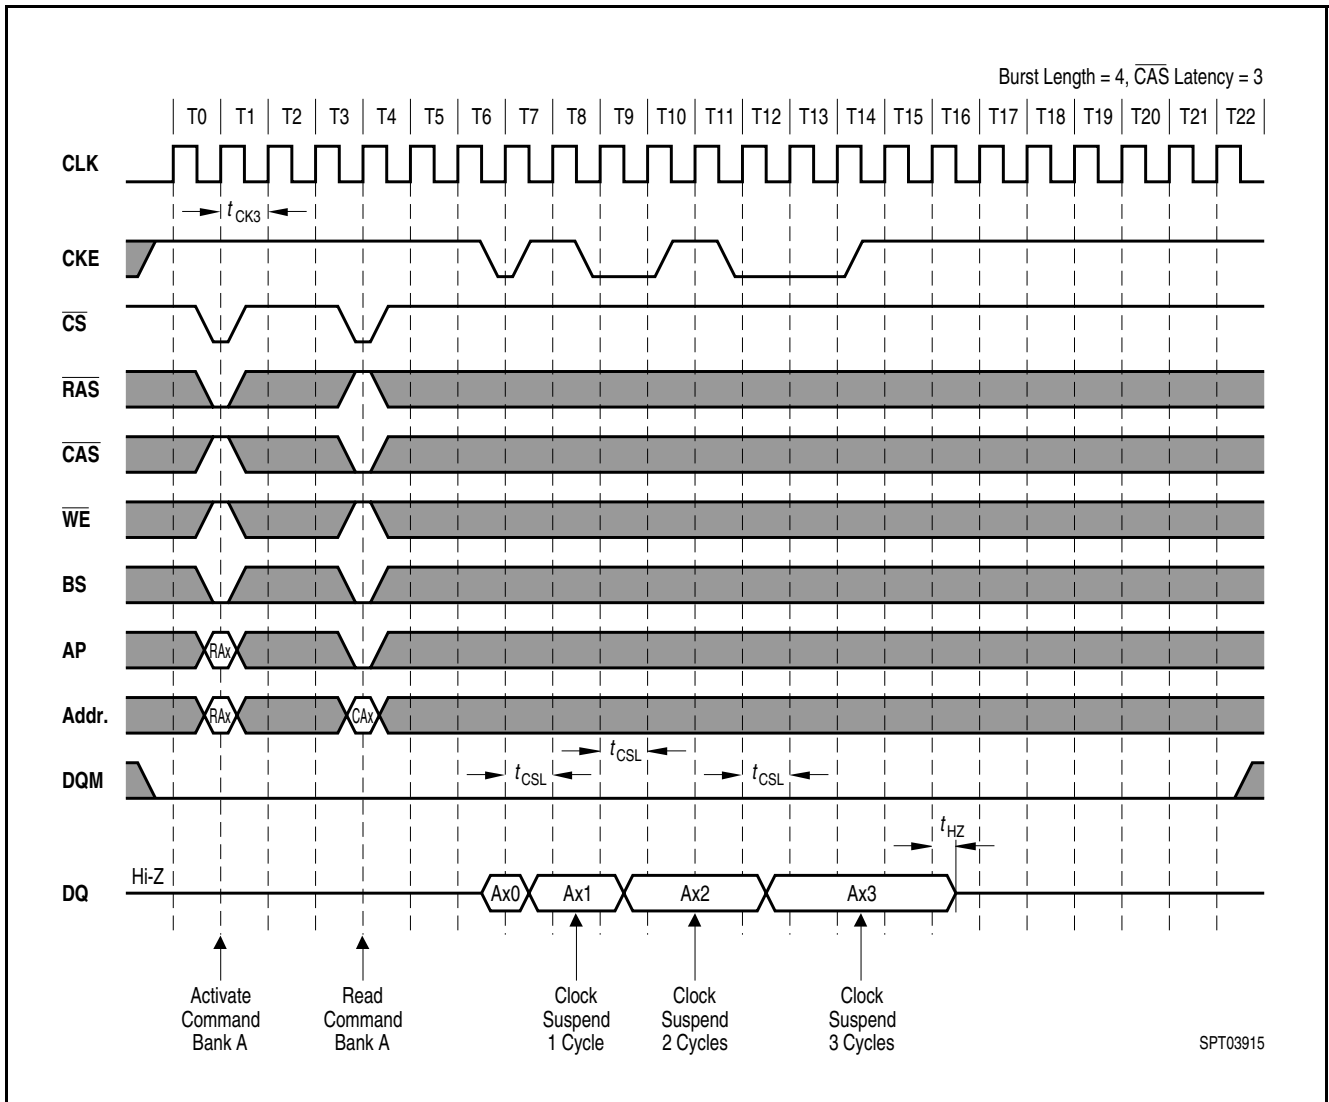 Burst Length = 4, CAS Latency = 3
T0 T1 T2 T3 T4 T5 T6 T7 T8 T9 T10 T11 T12 T13 T14 T15 T16 T17 T18 T19 T20 T21 T22
CLK
tCK3
CKE
CS
RAS
CAS
WE
BS
AP RAx
Addr. RAx CAx
tCSL
DQM tCSL tCSL
tHZ
Hi-Z
DQ Ax0 Ax1 Ax2 Ax3
Activate Command Bank A
Read Command Bank A
Clock Suspend 1 Cycle
Clock Suspend 2 Cycles
Clock Suspend 3 Cycles
SPT03915